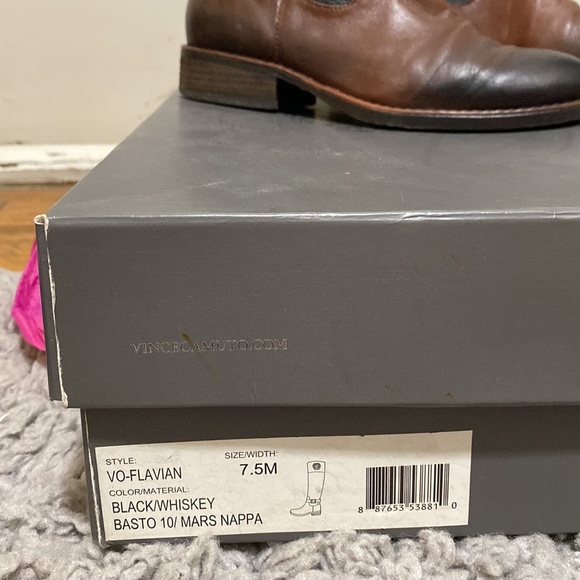 VINCECAMUTO.COM
STYLE:
VO-FLAVIAN
SIZE/WIDTH:
7.5M
COLOR/MATERIAL:
BLACK/WHISKEY
BASTO 10/ MARS NAPPA
8 87653 53881 0